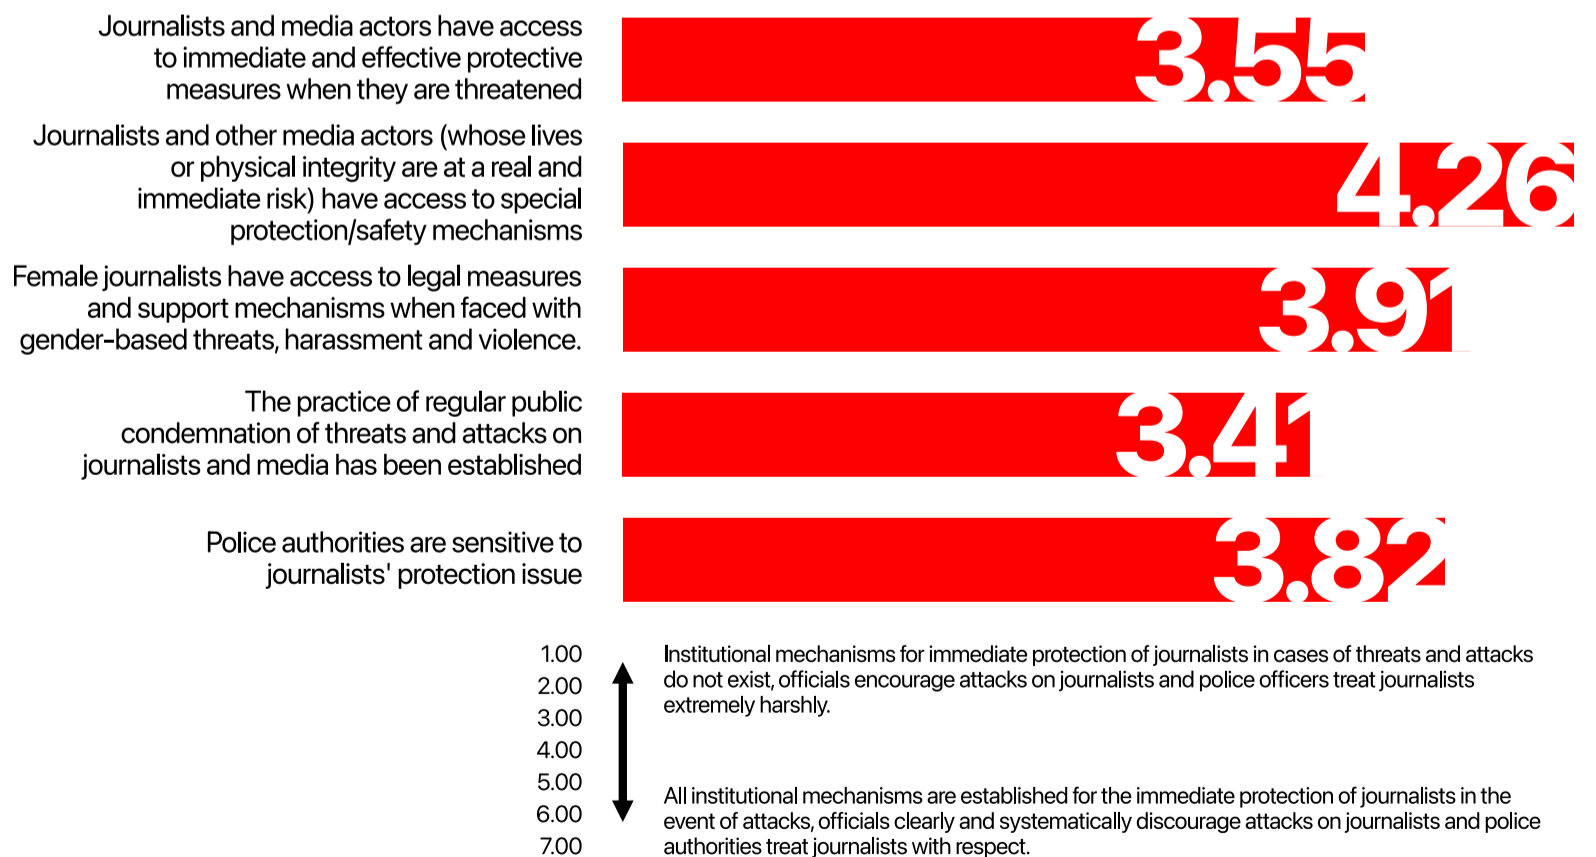 Journalists and media actors have access
to immediate and effective protective
measures when they are threatened
3.55
Journalists and other media actors (whose lives
or physical integrity are at a real and
immediate risk) have access to special
protection/safety mechanisms
4.26
Female journalists have access to legal measures
and support mechanisms when faced with
gender-based threats, harassment and violence.
3.91
The practice of regular public
condemnation of threats and attacks on
journalists and media has been established
3.41
Police authorities are sensitive to
journalists' protection issue
3.82
1.00
2.00
3.00
4.00
5.00
6.00
7.00
Institutional mechanisms for immediate protection of journalists in cases of threats and attacks
do not exist, officials encourage attacks on journalists and police officers treat journalists
extremely harshly.
All institutional mechanisms are established for the immediate protection of journalists in the
event of attacks, officials clearly and systematically discourage attacks on journalists and police
authorities treat journalists with respect.